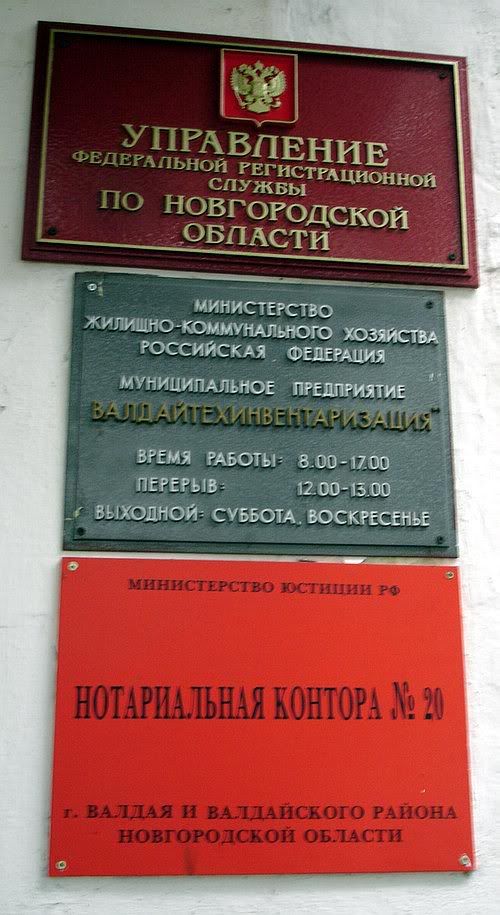 УПРАВЛЕНИЕ
ФЕДЕРАЛЬНОЙ РЕГИСТРАЦИОННОЙ
СЛУЖБЫ
ПО НОВГОРОДСКОЙ
ОБЛАСТИ
МИНИСТЕРСТВО
ЖИЛИЩНО-КОММУНАЛЬНОГО ХОЗЯЙСТВА
РОССИЙСКАЯ ФЕДЕРАЦИЯ
МУНИЦИПАЛЬНОЕ ПРЕДПРИЯТИЕ
"ВАЛДАЙТЕХИНВЕНТАРИЗАЦИЯ"
ВРЕМЯ РАБОТЫ: 8.00-17.00
ПЕРЕРЫВ: 12.00-13.00
ВЫХОДНОЙ: СУББОТА, ВОСКРЕСЕНЬЕ
МИНИСТЕРСТВО ЮСТИЦИИ РФ
НОТАРИАЛЬНАЯ КОНТОРА № 20
г. ВАЛДАЯ И ВАЛДАЙСКОГО РАЙОНА
НОВГОРОДСКОЙ ОБЛАСТИ